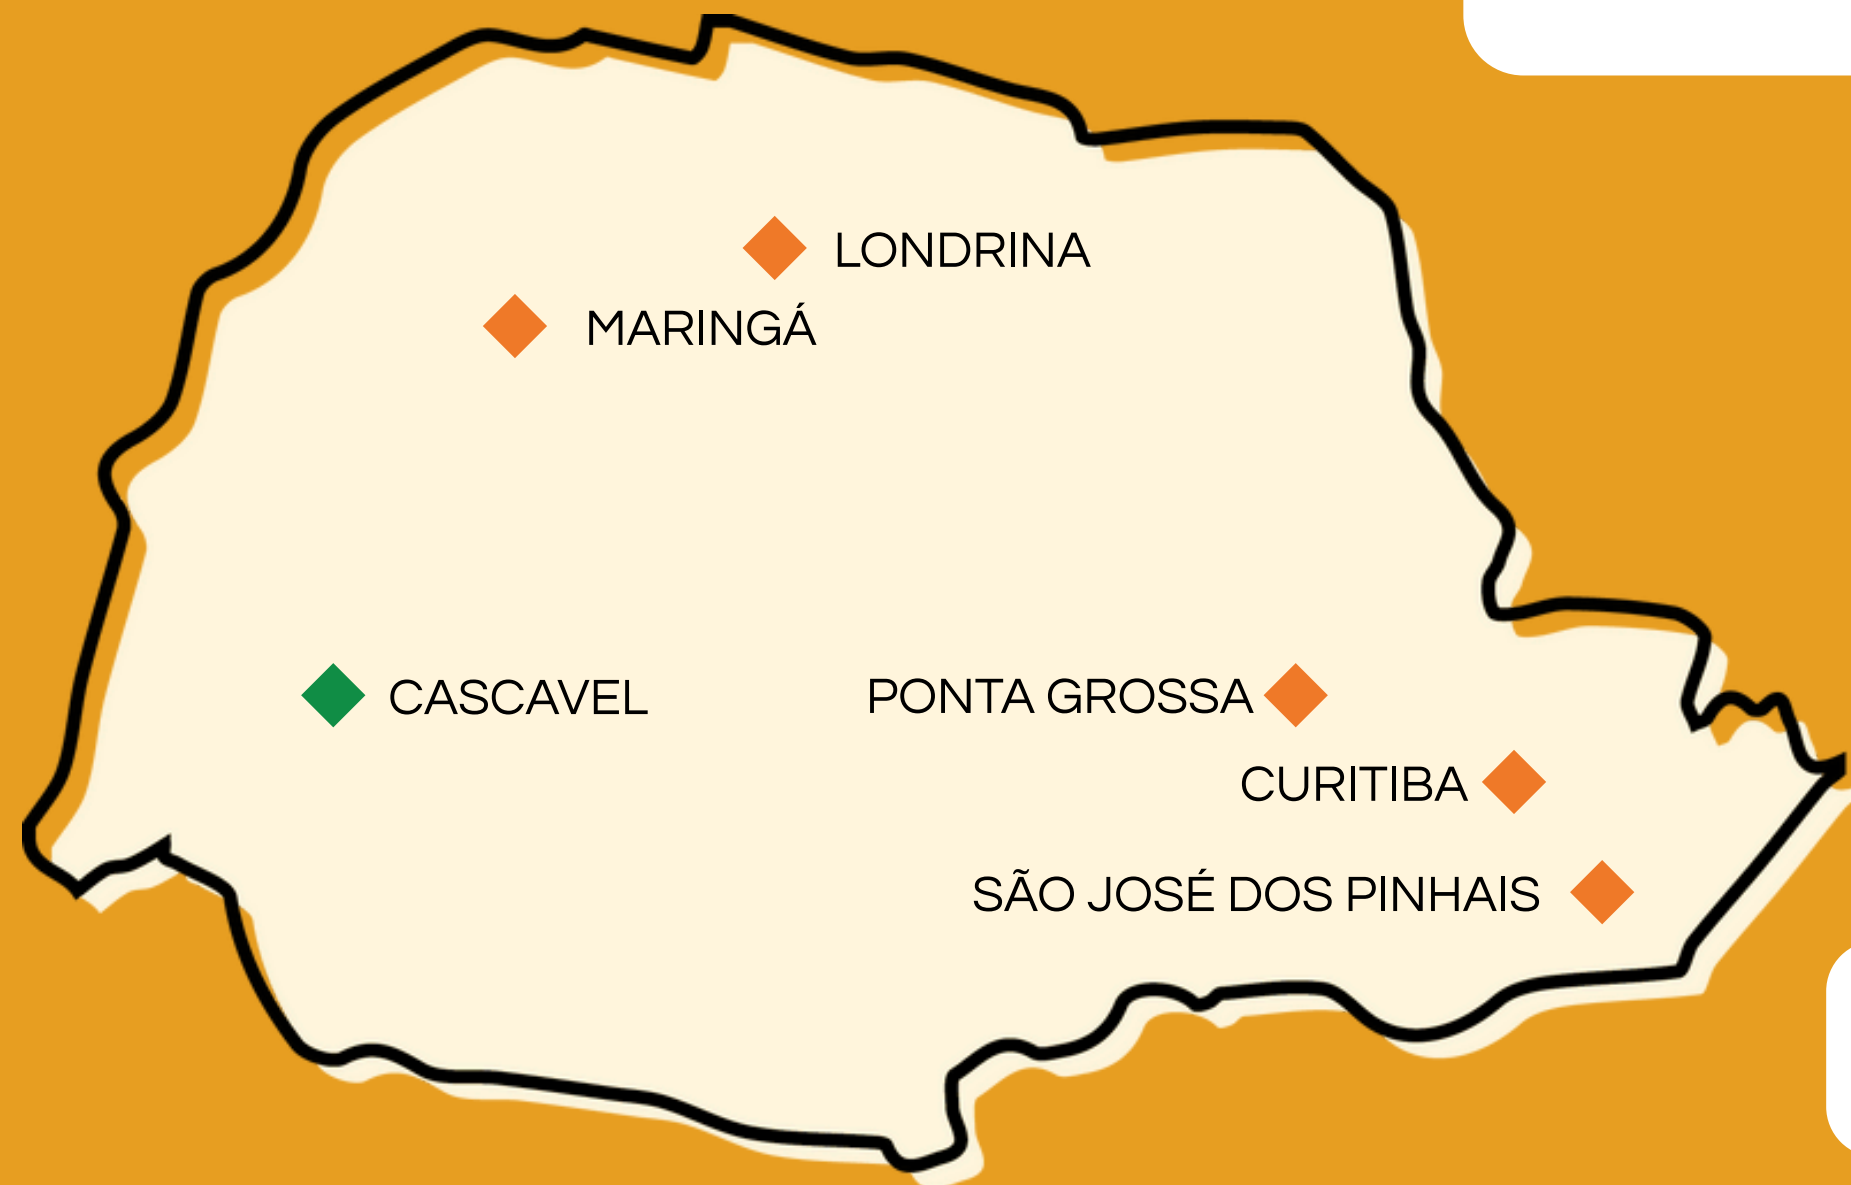 LONDRINA
MARINGÁ
CASCAVEL
PONTA GROSSA
CURITIBA
SÃO JOSÉ DOS PINHAIS